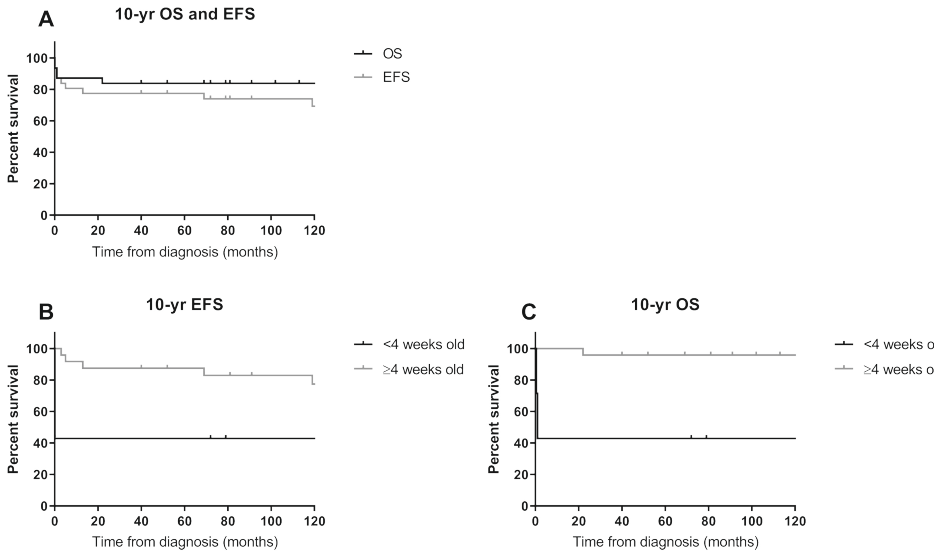 A
10-yr OS and EFS
OS
EFS
Percent survival
100
80
60
40
20
0
0 20 40 60 80 100 120
Time from diagnosis (months)
B
10-yr EFS
<4 weeks old
≥4 weeks old
Percent survival
100
80
60
40
20
0
0 20 40 60 80 100 120
Time from diagnosis (months)
C
10-yr OS
<4 weeks o
≥4 weeks o
Percent survival
100
80
60
40
20
0
0 20 40 60 80 100 120
Time from diagnosis (months)